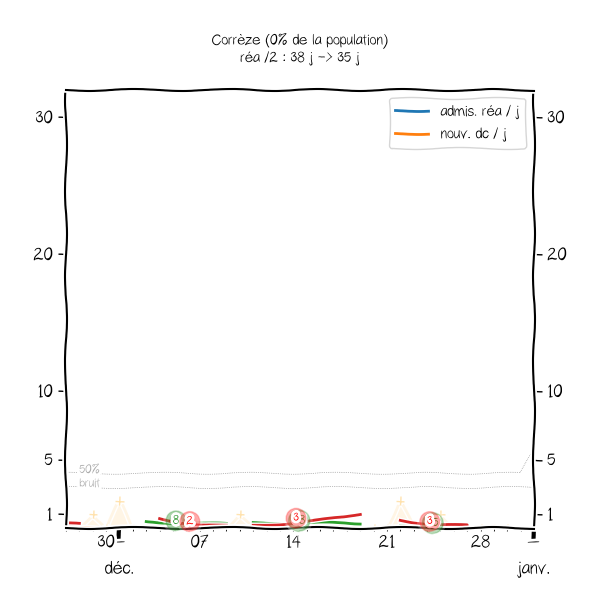 Corrèze (0% de la population)
réa /2 : 38 j -> 35 j
admis. réa / j
nouv. dc / j
30 30
20 20
10 10
5 5
50%
bruit
1 1
8 2 3 3
30 07 14 21 28
déc. janv.